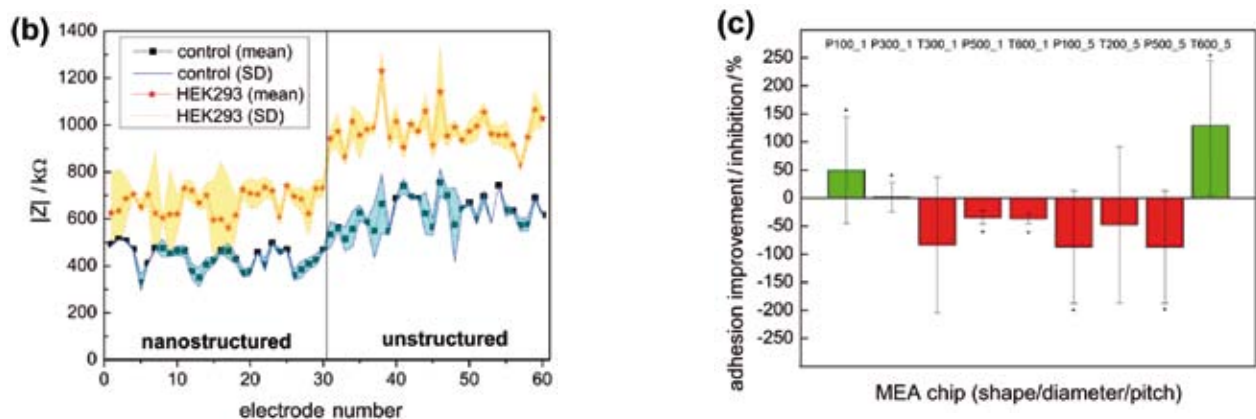 (b)
1400
1200
1000
800
600
400
200
0
|Z| / kΩ
control (mean)
control (SD)
HEK293 (mean)
HEK293 (SD)
nanostructured
unstructured
0
10
20
30
40
50
60
electrode number
(c)
P100_1 P300_1 T300_1 P500_1 T600_1 P100_5 T200_5 P500_5 T600_5
250
200
150
100
50
0
-50
-100
-150
-200
-250
adhesion improvement/inhibition/%
* * * * * * * *
MEA chip (shape/diameter/pitch)